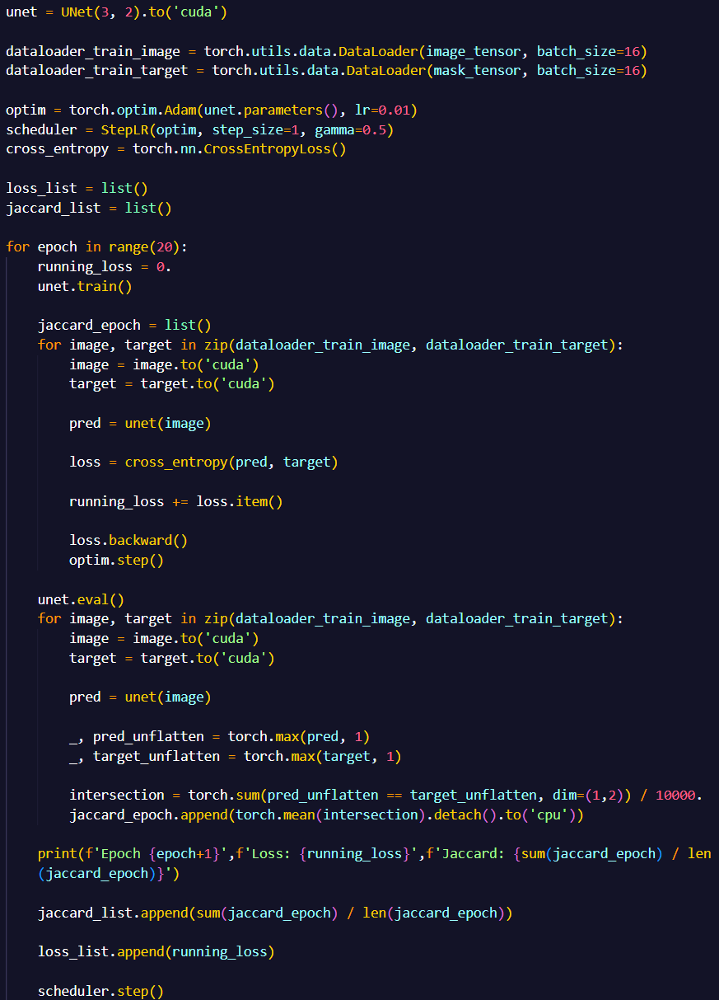 unet = UNet(3, 2).to('cuda')
dataloader_train_image = torch.utils.data.DataLoader(image_tensor, batch_size=16)
dataloader_train_target = torch.utils.data.DataLoader(mask_tensor, batch_size=16)
optim = torch.optim.Adam(unet.parameters(), lr=0.01)
scheduler = StepLR(optim, step_size=1, gamma=0.5)
cross_entropy = torch.nn.CrossEntropyLoss()
loss_list = list()
jaccard_list = list()
for epoch in range(20):
    running_loss = 0.
    unet.train()
    jaccard_epoch = list()
    for image, target in zip(dataloader_train_image, dataloader_train_target):
        image = image.to('cuda')
        target = target.to('cuda')
        pred = unet(image)
        loss = cross_entropy(pred, target)
        running_loss += loss.item()
        loss.backward()
        optim.step()
    unet.eval()
    for image, target in zip(dataloader_train_image, dataloader_train_target):
        image = image.to('cuda')
        target = target.to('cuda')
        pred = unet(image)
        _, pred_unflatten = torch.max(pred, 1)
        _, target_unflatten = torch.max(target, 1)
        intersection = torch.sum(pred_unflatten == target_unflatten, dim=(1,2)) / 10000.
        jaccard_epoch.append(torch.mean(intersection).detach().to('cpu'))
    print(f'Epoch {epoch+1}',f'Loss: {running_loss}',f'Jaccard: {sum(jaccard_epoch) / len
    (jaccard_epoch)}')
    jaccard_list.append(sum(jaccard_epoch) / len(jaccard_epoch))
    loss_list.append(running_loss)
    scheduler.step()